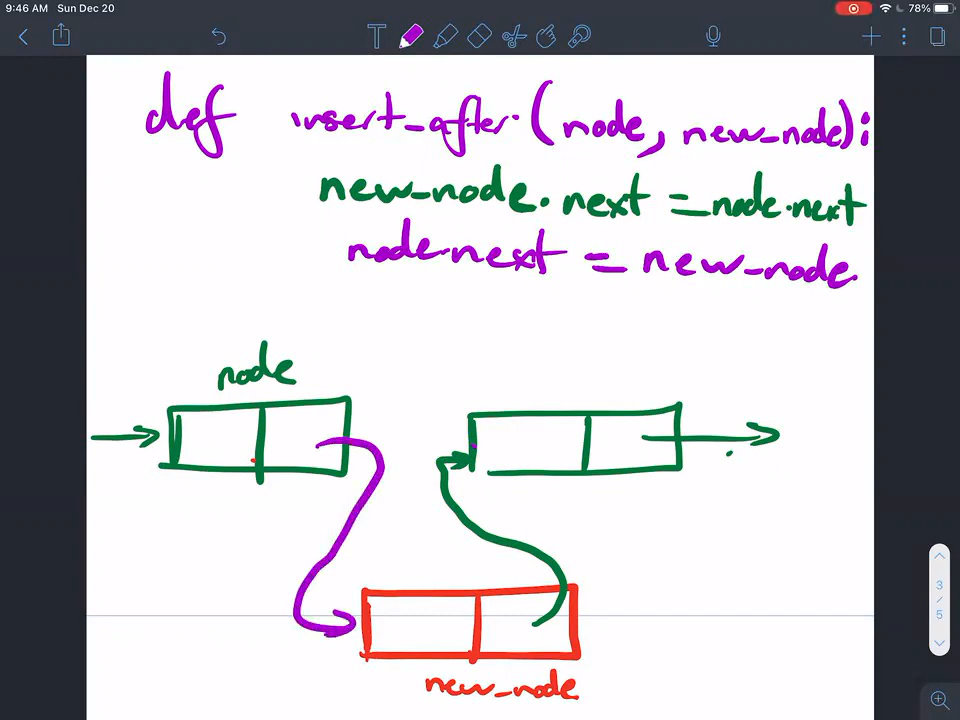 9:46 AM Sun Dec 20
78%
T
def insert_after(node, new_node):
new_node.next = node.next
node.next = new_node
node
new_node
3
/
5